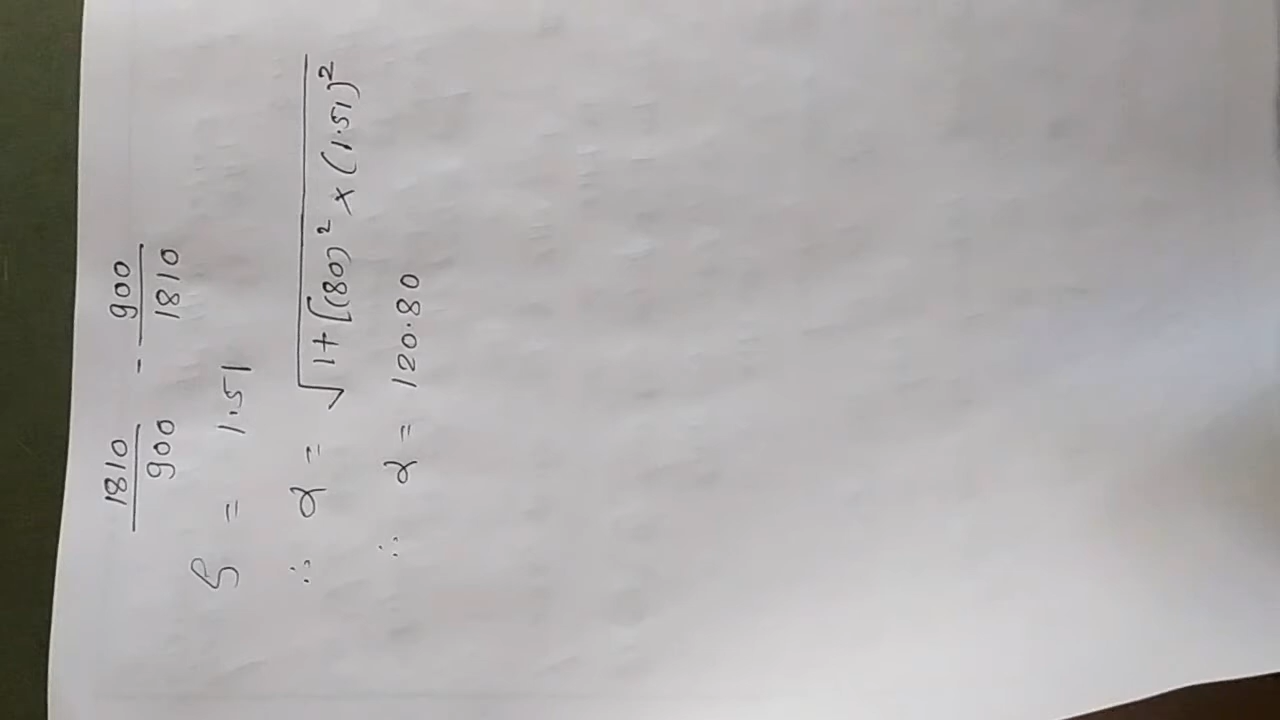 1810/900 - 900/1810
ρ = 1.51
∴ α = √(1+[(80)² × (1.51)²
∴ α = 120.80